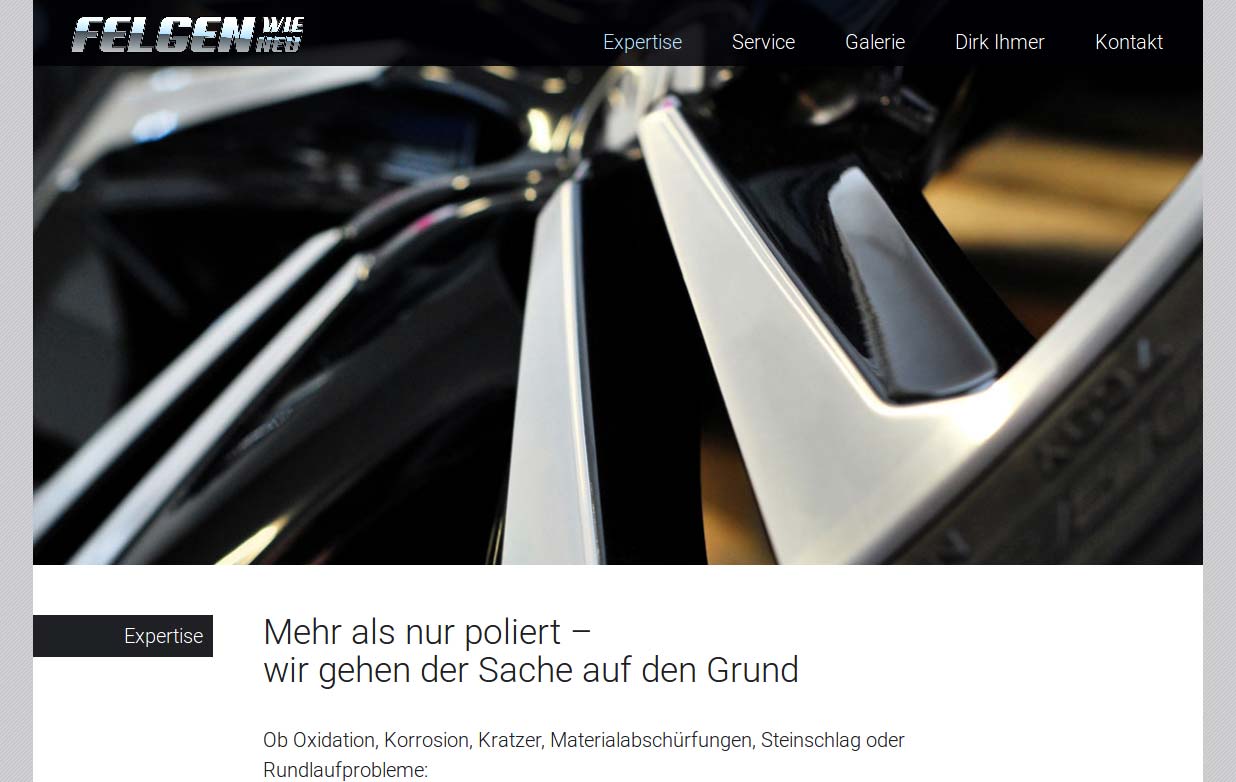 FELGEN WIE NEU
Expertise Service Galerie Dirk Ihmer Kontakt
Expertise
Mehr als nur poliert –
wir gehen der Sache auf den Grund
Ob Oxidation, Korrosion, Kratzer, Materialabschürfungen, Steinschlag oder
Rundlaufprobleme: